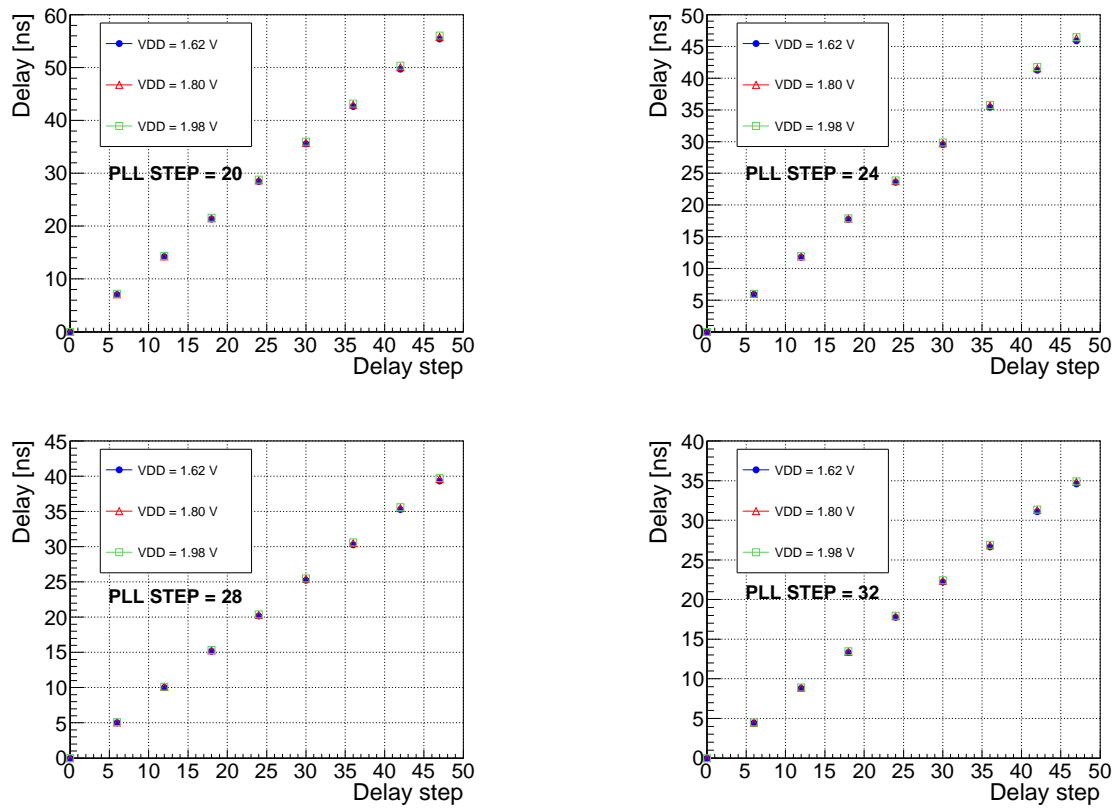 Delay [ns]
60
50
40
30
20
10
0
VDD = 1.62 V
VDD = 1.80 V
VDD = 1.98 V
PLL STEP = 20
0 5 10 15 20 25 30 35 40 45 50
Delay step
Delay [ns]
50
45
40
35
30
25
20
15
10
5
0
VDD = 1.62 V
VDD = 1.80 V
VDD = 1.98 V
PLL STEP = 24
0 5 10 15 20 25 30 35 40 45 50
Delay step
Delay [ns]
45
40
35
30
25
20
15
10
5
0
VDD = 1.62 V
VDD = 1.80 V
VDD = 1.98 V
PLL STEP = 28
0 5 10 15 20 25 30 35 40 45 50
Delay step
Delay [ns]
40
35
30
25
20
15
10
5
0
VDD = 1.62 V
VDD = 1.80 V
VDD = 1.98 V
PLL STEP = 32
0 5 10 15 20 25 30 35 40 45 50
Delay step